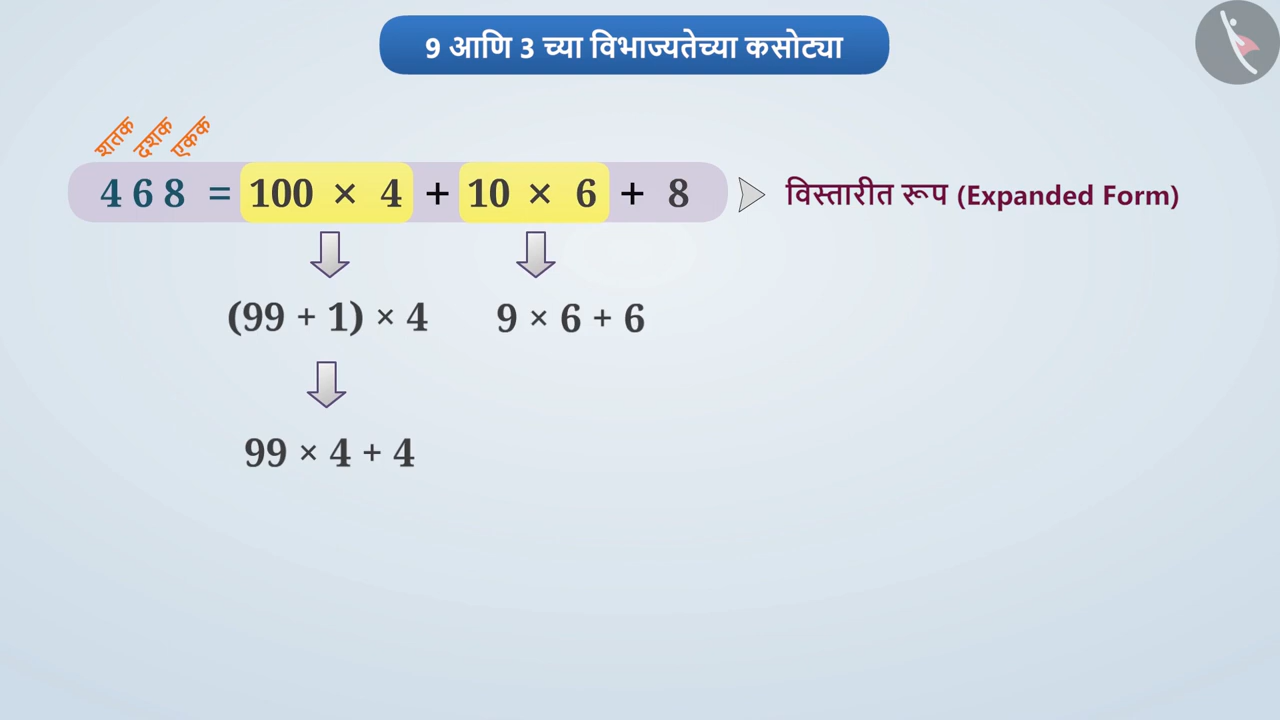 9 आणि 3 च्या विभाज्यतेच्या कसोट्या
शतक दशक एकक
4 6 8 = 100 × 4 + 10 × 6 + 8 विस्तारीत रूप (Expanded Form)
(99 + 1) × 4 9 × 6 + 6
99 × 4 + 4